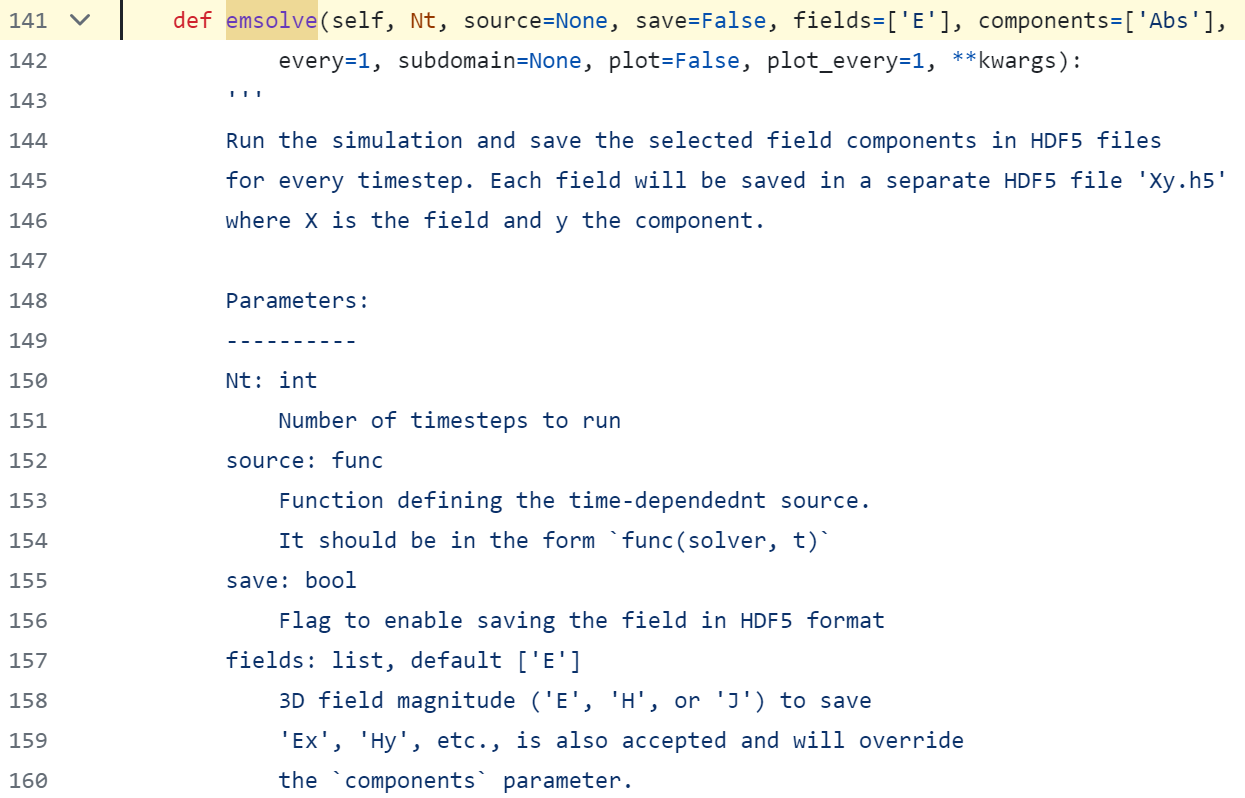 141 def emsolve(self, Nt, source=None, save=False, fields=['E'], components=['Abs'],
142 every=1, subdomain=None, plot=False, plot_every=1, **kwargs):
143 '''
144 Run the simulation and save the selected field components in HDF5 files
145 for every timestep. Each field will be saved in a separate HDF5 file 'Xy.h5'
146 where X is the field and y the component.
147
148 Parameters:
149 ----------
150 Nt: int
151 Number of timesteps to run
152 source: func
153 Function defining the time-dependednt source.
154 It should be in the form `func(solver, t)`
155 save: bool
156 Flag to enable saving the field in HDF5 format
157 fields: list, default ['E']
158 3D field magnitude ('E', 'H', or 'J') to save
159 'Ex', 'Hy', etc., is also accepted and will override
160 the `components` parameter.